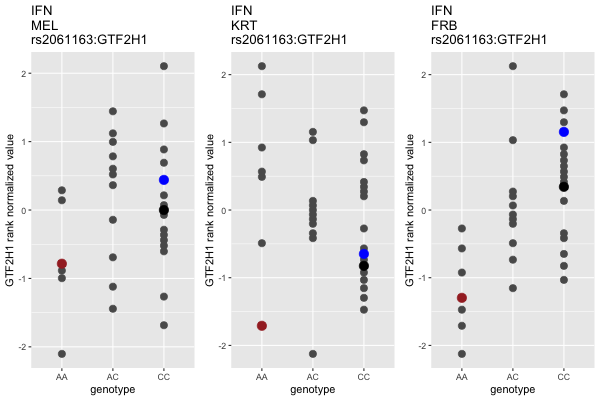 IFN
MEL
rs2061163:GTF2H1
GTF2H1 rank normalized value
2
1
0
-1
-2
AA
AC
CC
genotype
IFN
KRT
rs2061163:GTF2H1
GTF2H1 rank normalized value
2
1
0
-1
-2
AA
AC
CC
genotype
IFN
FRB
rs2061163:GTF2H1
GTF2H1 rank normalized value
2
1
0
-1
-2
AA
AC
CC
genotype